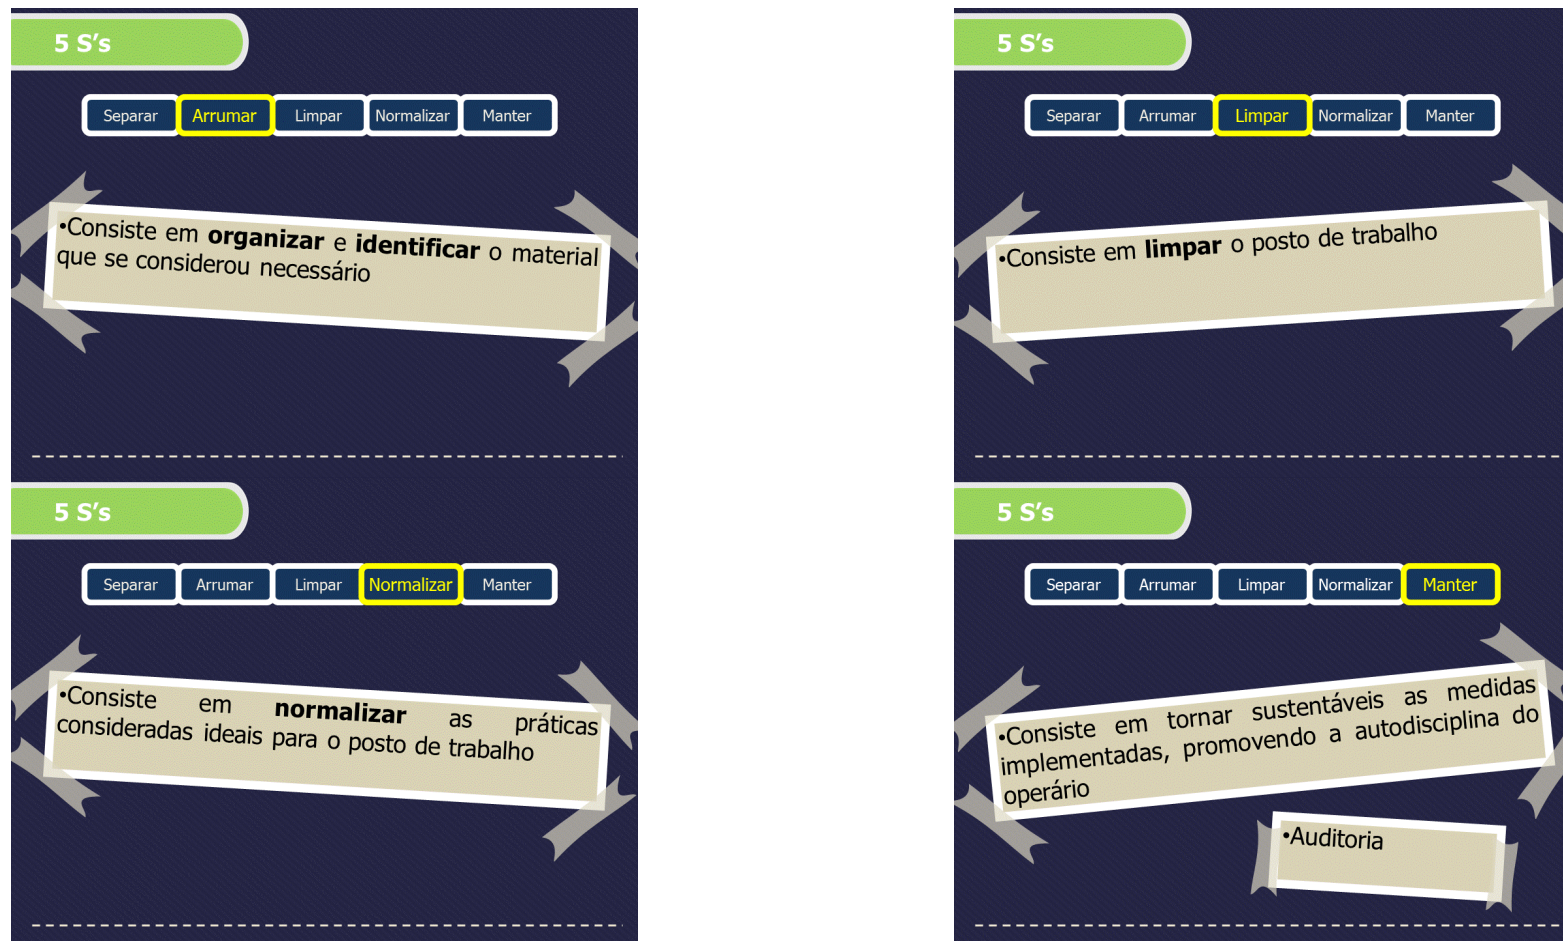 5 S’s
Separar Arrumar Limpar Normalizar Manter
•Consiste em organizar e identificar o material
que se considerou necessário
5 S’s
Separar Arrumar Limpar Normalizar Manter
•Consiste em limpar o posto de trabalho
5 S’s
Separar Arrumar Limpar Normalizar Manter
•Consiste em normalizar as práticas
consideradas ideais para o posto de trabalho
5 S’s
Separar Arrumar Limpar Normalizar Manter
•Consiste em tornar sustentáveis as medidas
implementadas, promovendo a autodisciplina do
operário
•Auditoria